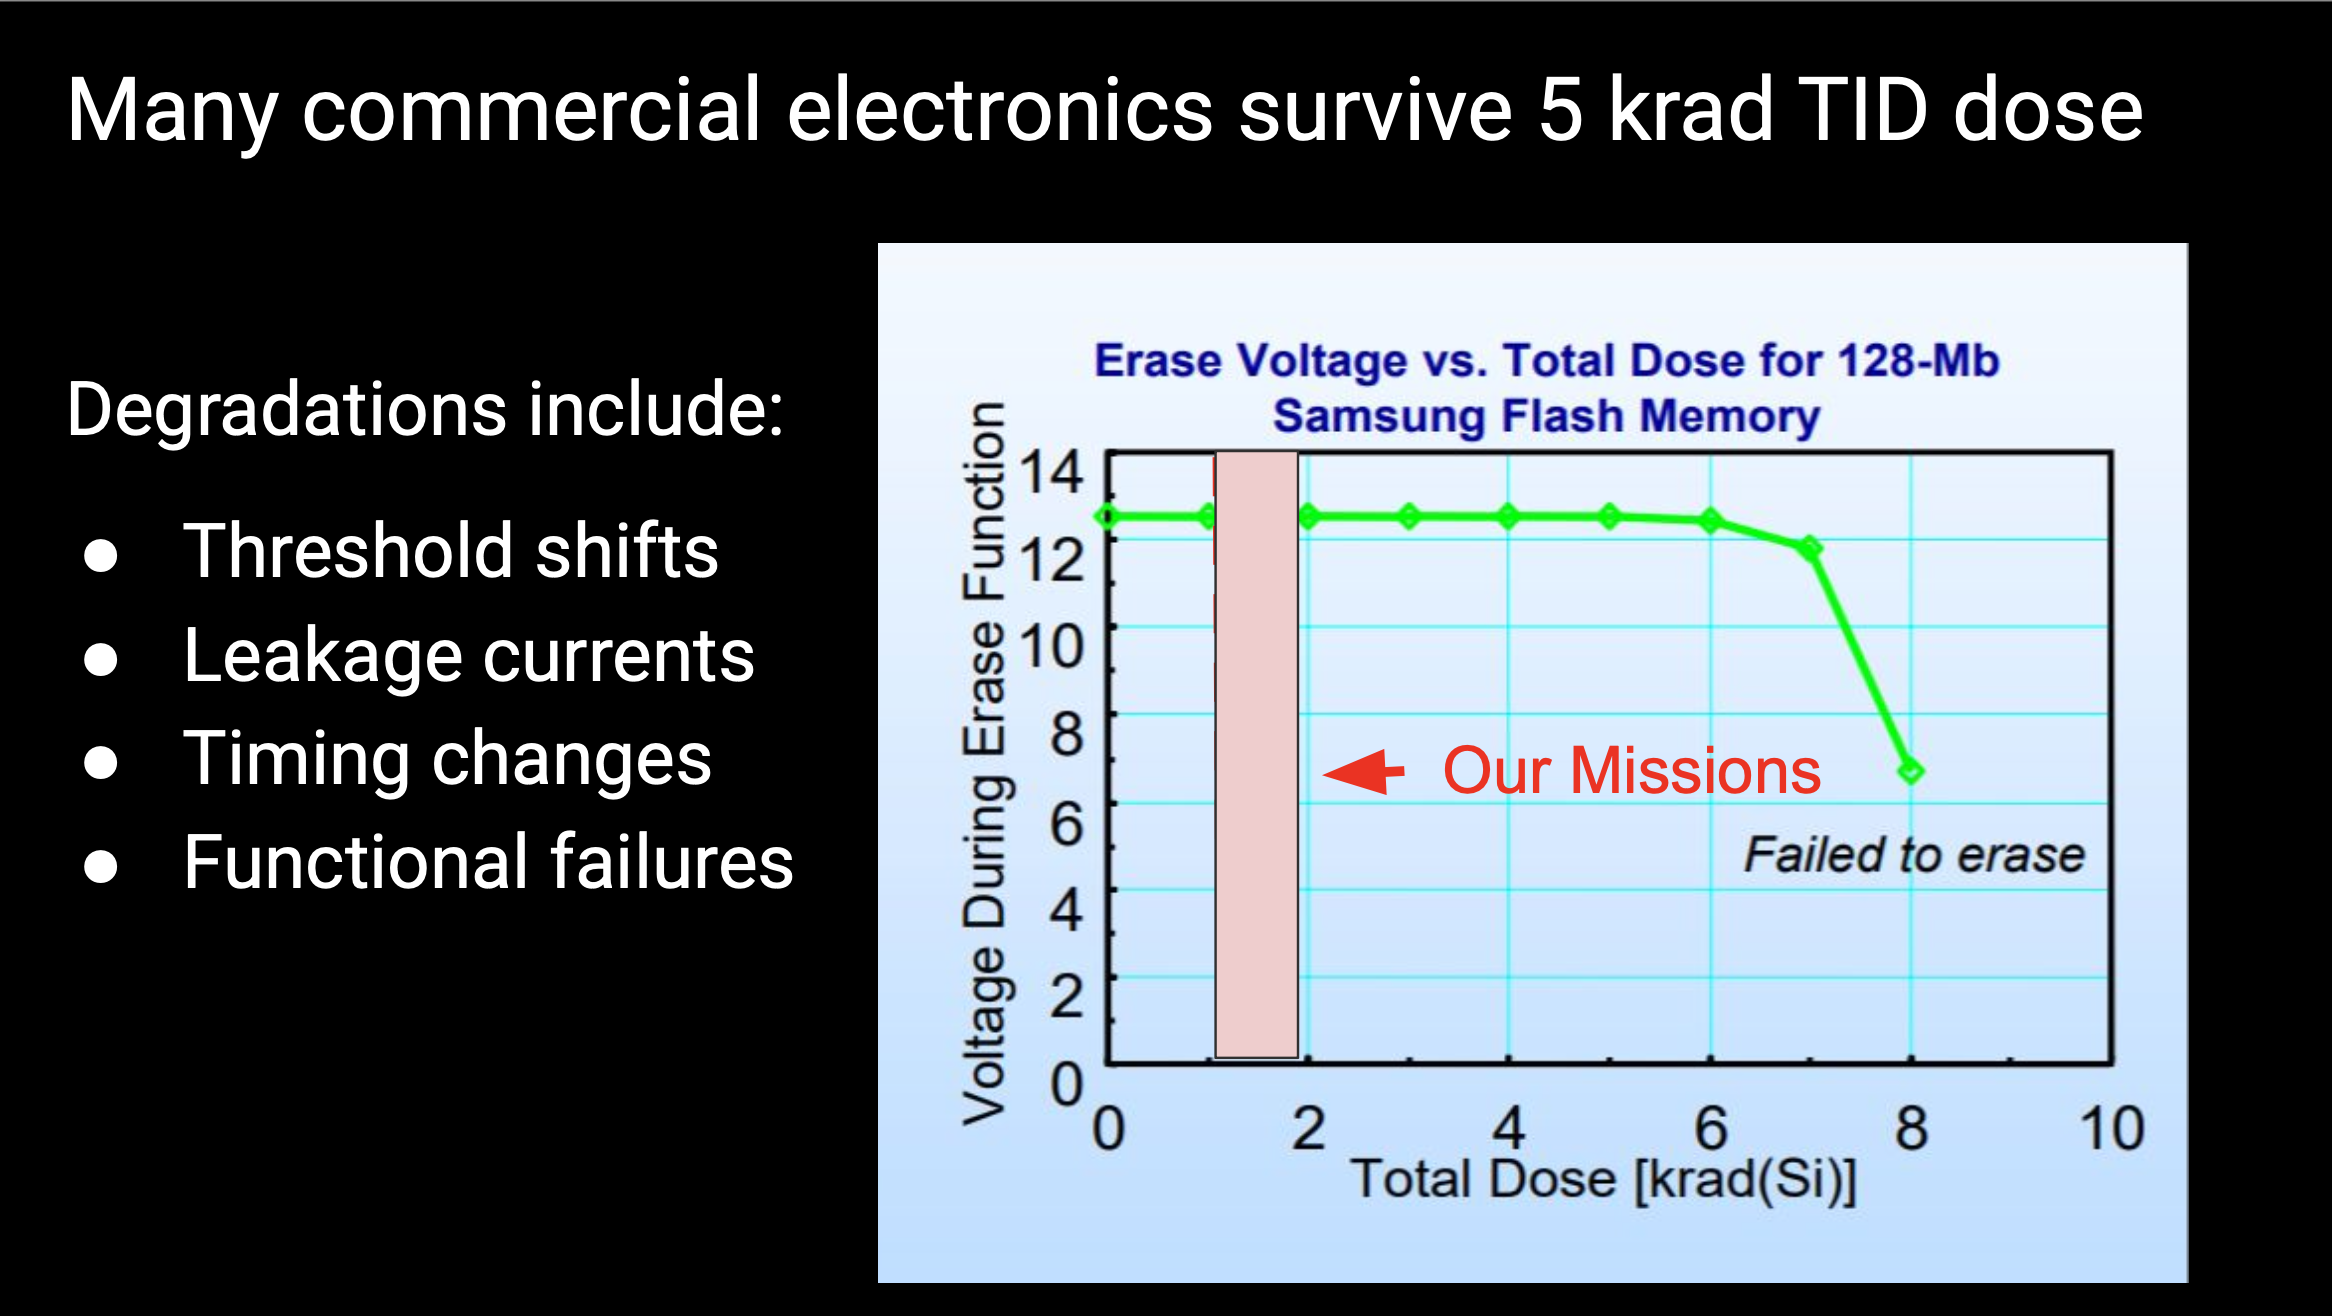 Many commercial electronics survive 5 krad TID dose
Degradations include:
● Threshold shifts
● Leakage currents
● Timing changes
● Functional failures
Erase Voltage vs. Total Dose for 128-Mb
Samsung Flash Memory
Voltage During Erase Function
14
12
10
8
6
4
2
0
Our Missions
Failed to erase
0 2 4 6 8 10
Total Dose [krad(Si)]